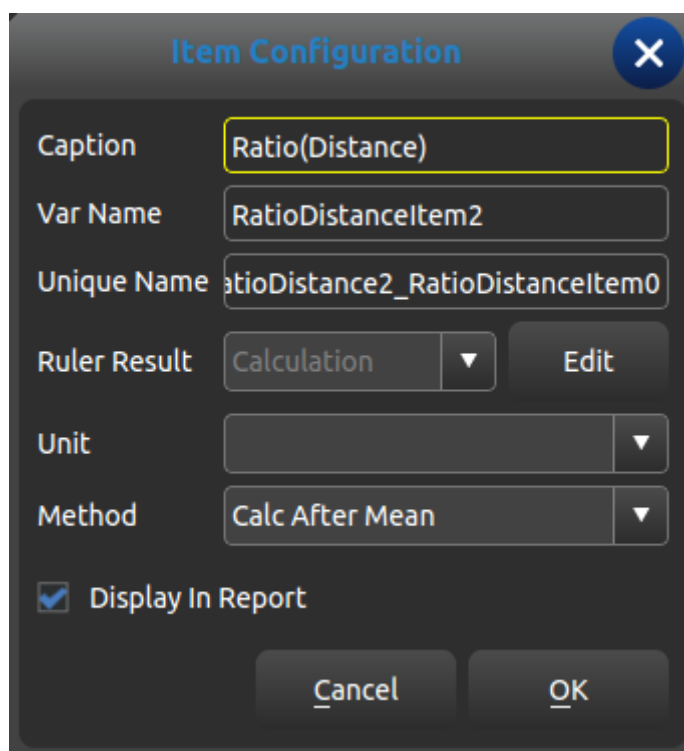 Item Configuration
Caption Ratio(Distance)
Var Name RatioDistanceItem2
Unique Name atioDistance2_RatioDistanceItem0
Ruler Result Calculation Edit
Unit
Method Calc After Mean
Display In Report
Cancel OK